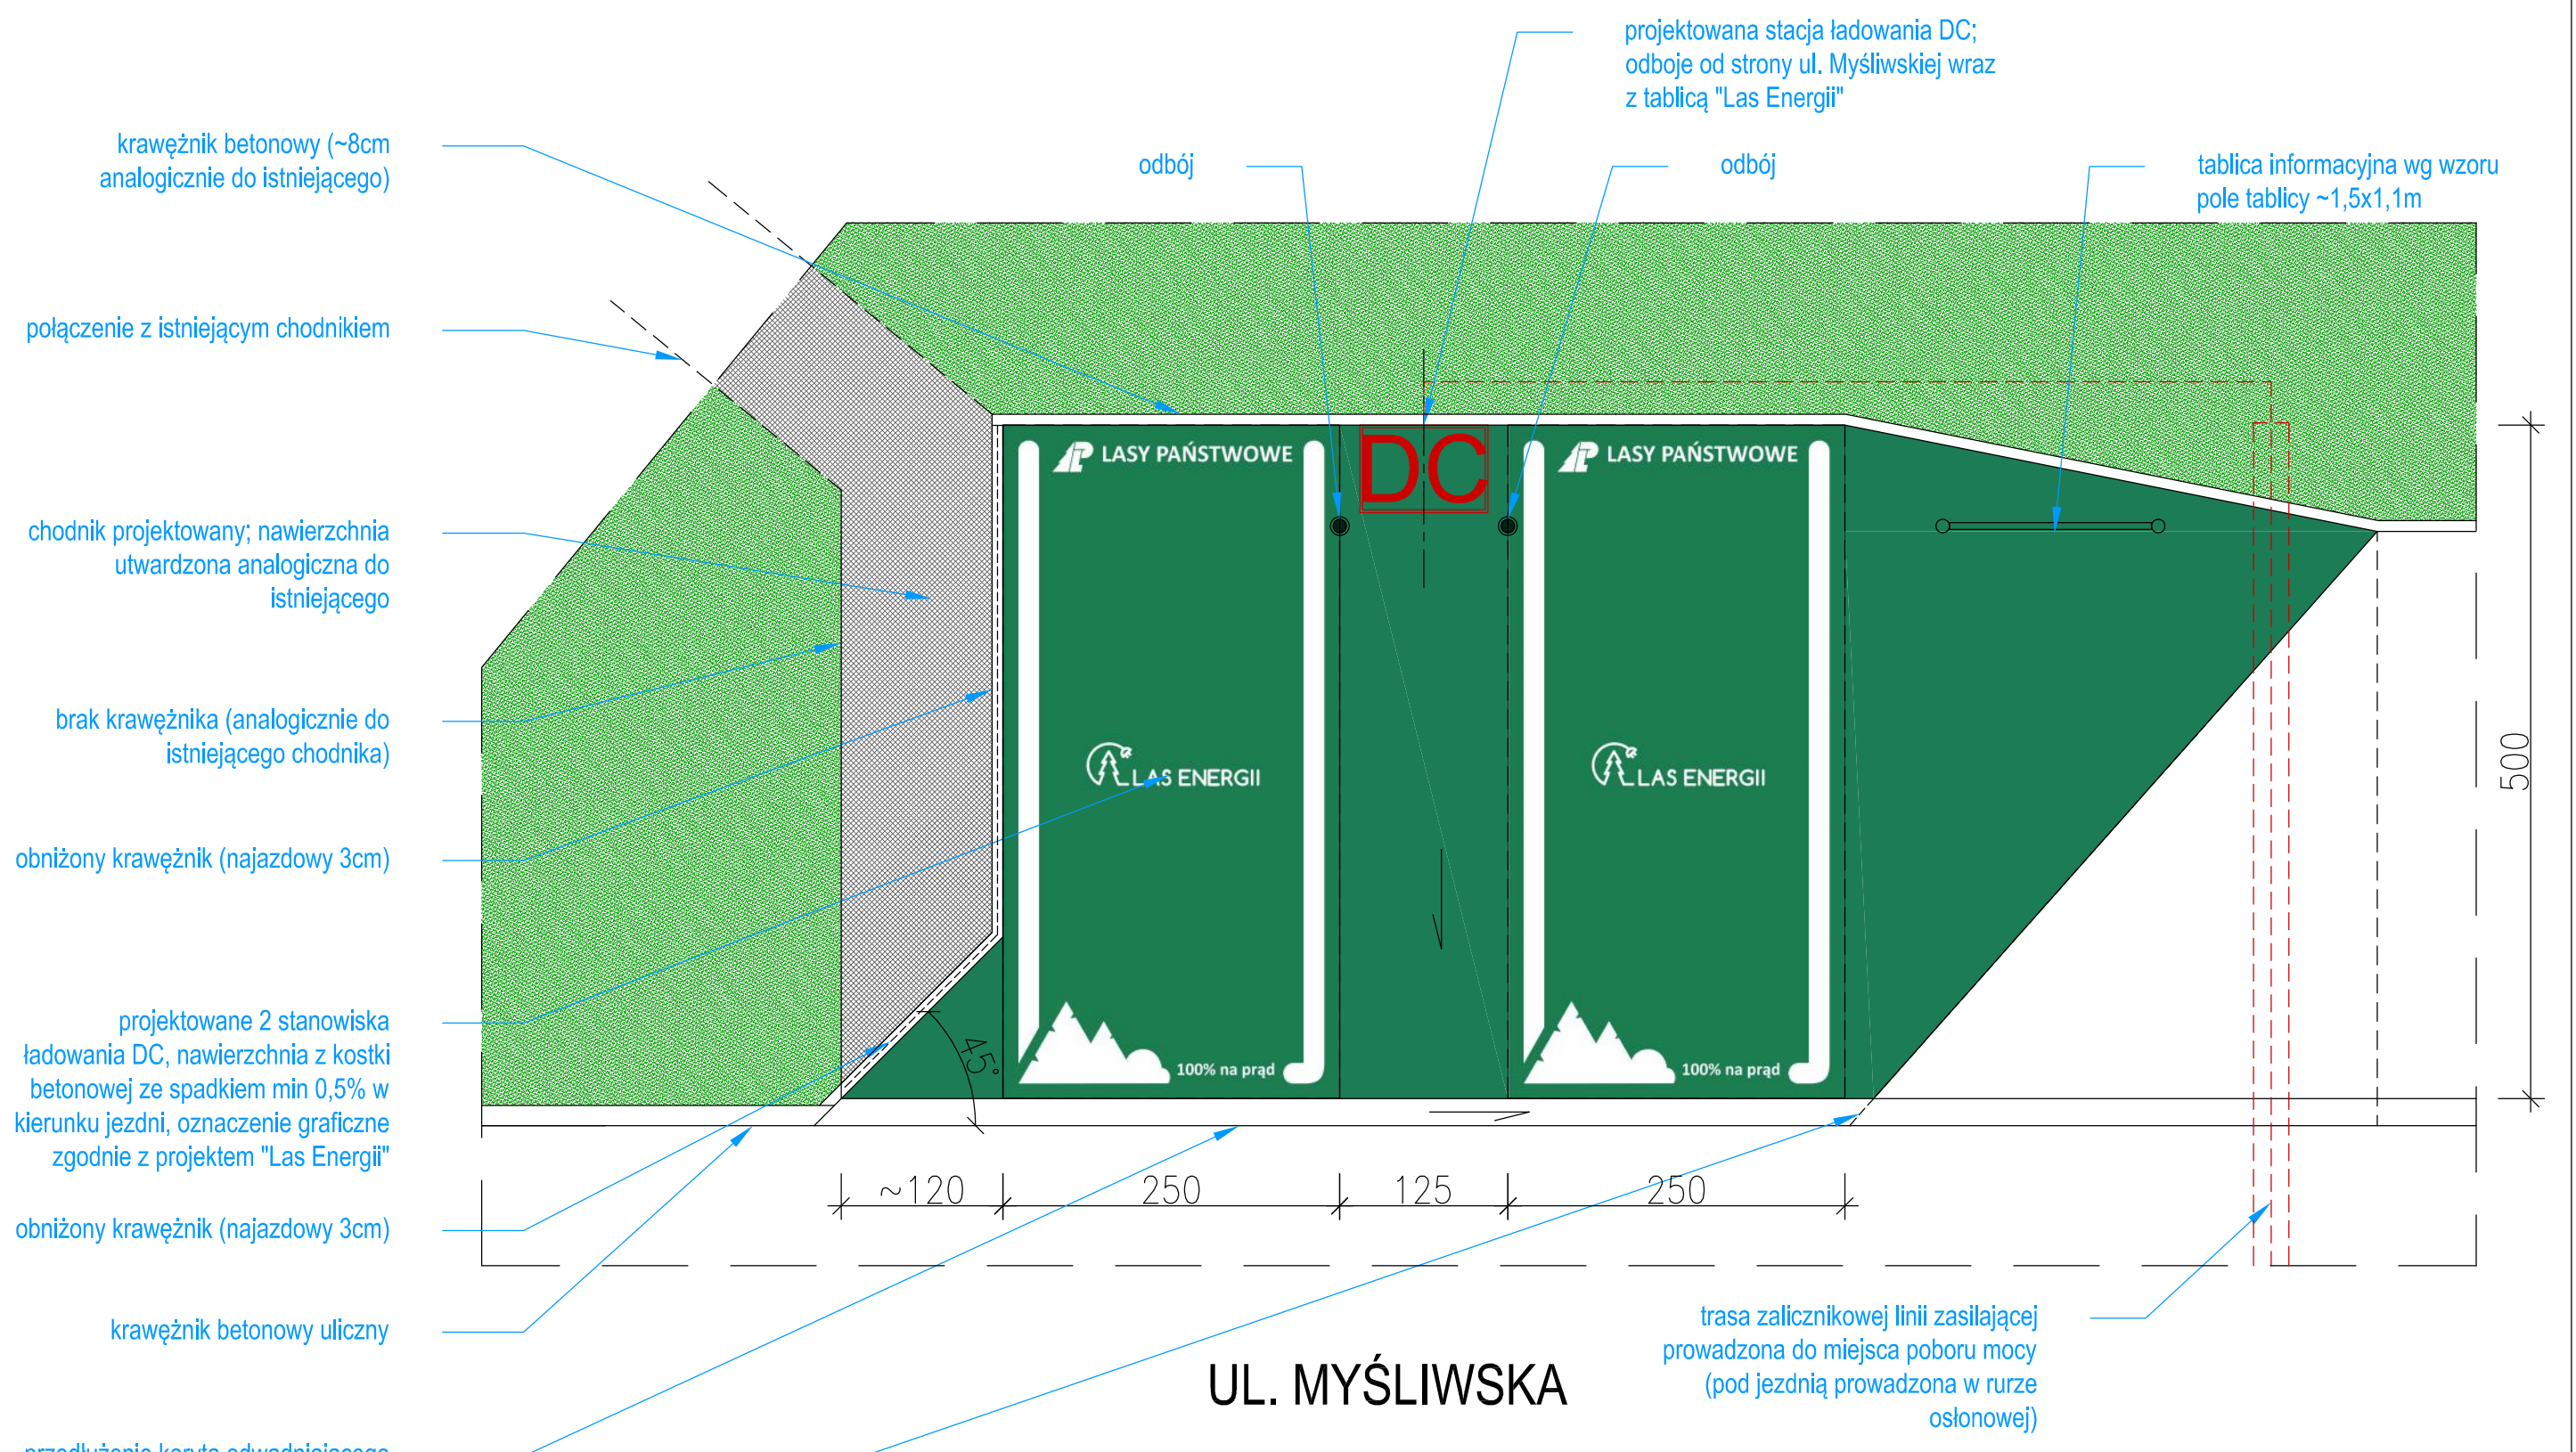 projektowana stacja ładowania DC;
odboje od strony ul. Myśliwskiej wraz
z tablicą "Las Energii"
krawężnik betonowy (~8cm
analogicznie do istniejącego)
odbój
odbój
tablica informacyjna wg wzoru
pole tablicy ~1,5x1,1m
połączenie z istniejącym chodnikiem
chodnik projektowany; nawierzchnia
utwardzona analogiczna do
istniejącego
brak krawężnika (analogicznie do
istniejącego chodnika)
obniżony krawężnik (najazdowy 3cm)
projektowane 2 stanowiska
ładowania DC, nawierzchnia z kostki
betonowej ze spadkiem min 0,5% w
kierunku jezdni, oznaczenie graficzne
zgodnie z projektem "Las Energii"
obniżony krawężnik (najazdowy 3cm)
krawężnik betonowy uliczny
przedłużenie koryta odwadniającego
LASY PAŃSTWOWE
DC
LASY PAŃSTWOWE
LAS ENERGII
LAS ENERGII
100% na prąd
100% na prąd
45°
500
~120
250
125
250
UL. MYŚLIWSKA
trasa zalicznikowej linii zasilającej
prowadzona do miejsca poboru mocy
(pod jezdnią prowadzona w rurze
osłonowej)